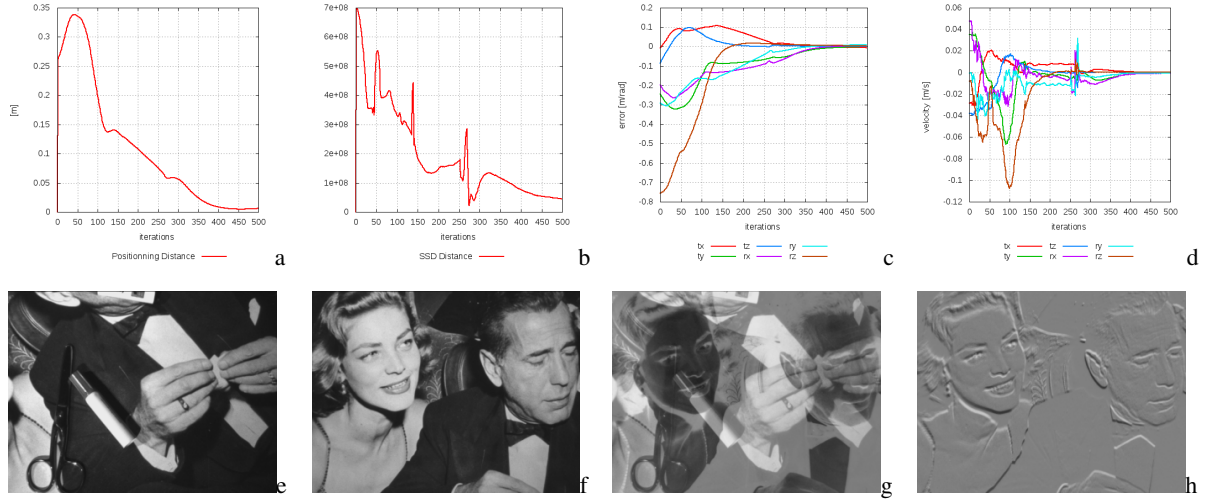 0.35
0.3
0.25
0.2
0.15
0.1
0.05
0
[m]
0 50 100 150 200 250 300 350 400 450 500
iterations
Positionning Distance
a
7e+08
6e+08
5e+08
4e+08
3e+08
2e+08
1e+08
0
0 50 100 150 200 250 300 350 400 450 500
iterations
SSD Distance
b
0.2
0.1
0
-0.1
-0.2
-0.3
-0.4
-0.5
-0.6
-0.7
-0.8
error [m/rad]
0 50 100 150 200 250 300 350 400 450 500
iterations
tx tz ry
ty rx rz
c
0.06
0.04
0.02
0
-0.02
-0.04
-0.06
-0.08
-0.1
-0.12
velocity [m/s]
0 50 100 150 200 250 300 350 400 450 500
iterations
tx tz ry
ty rx rz
d
e
f
g
h